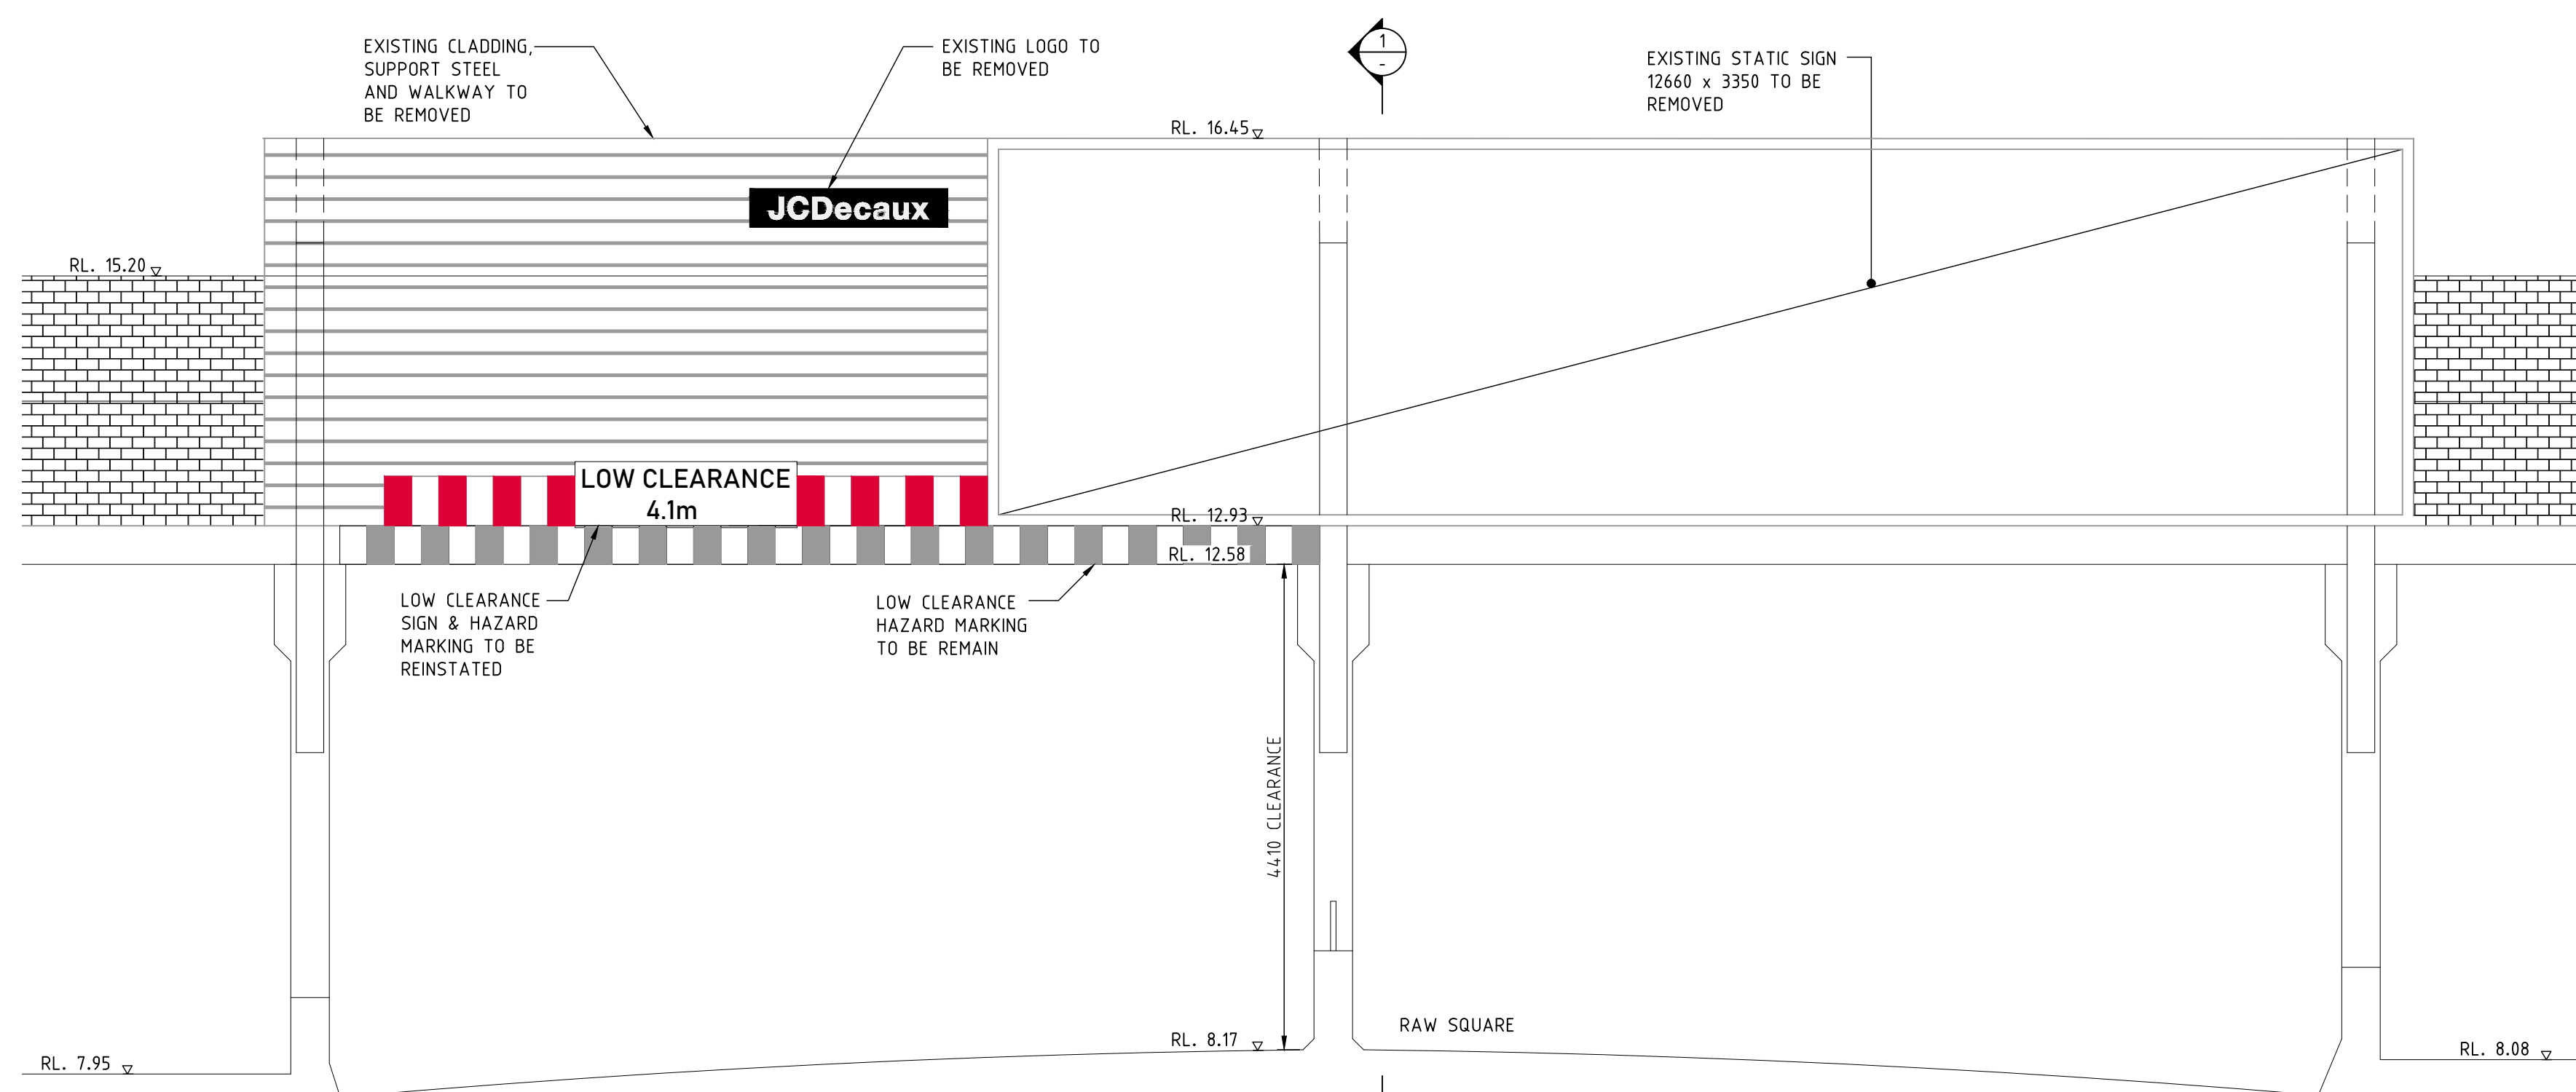 EXISTING CLADDING,
SUPPORT STEEL
AND WALKWAY TO
BE REMOVED
EXISTING LOGO TO
BE REMOVED
1
-
EXISTING STATIC SIGN
12660 x 3350 TO BE
REMOVED
RL. 16.45
JCDecaux
RL. 15.20
LOW CLEARANCE
4.1m
RL. 12.93
RL. 12.58
LOW CLEARANCE
SIGN & HAZARD
MARKING TO BE
REINSTATED
LOW CLEARANCE
HAZARD MARKING
TO BE REMAIN
4410 CLEARANCE
RAW SQUARE
RL. 8.17
RL. 7.95
RL. 8.08